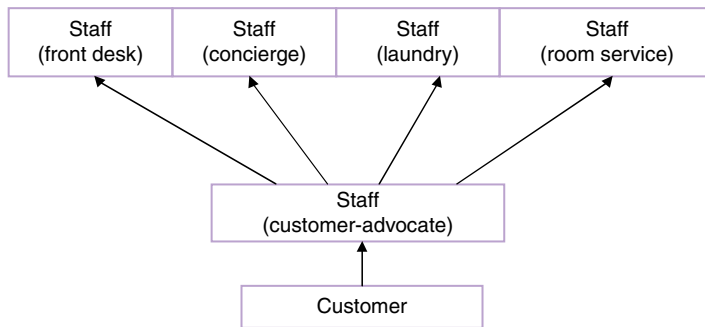 Staff
(front desk)
Staff
(concierge)
Staff
(laundry)
Staff
(room service)
Staff
(customer-advocate)
Customer